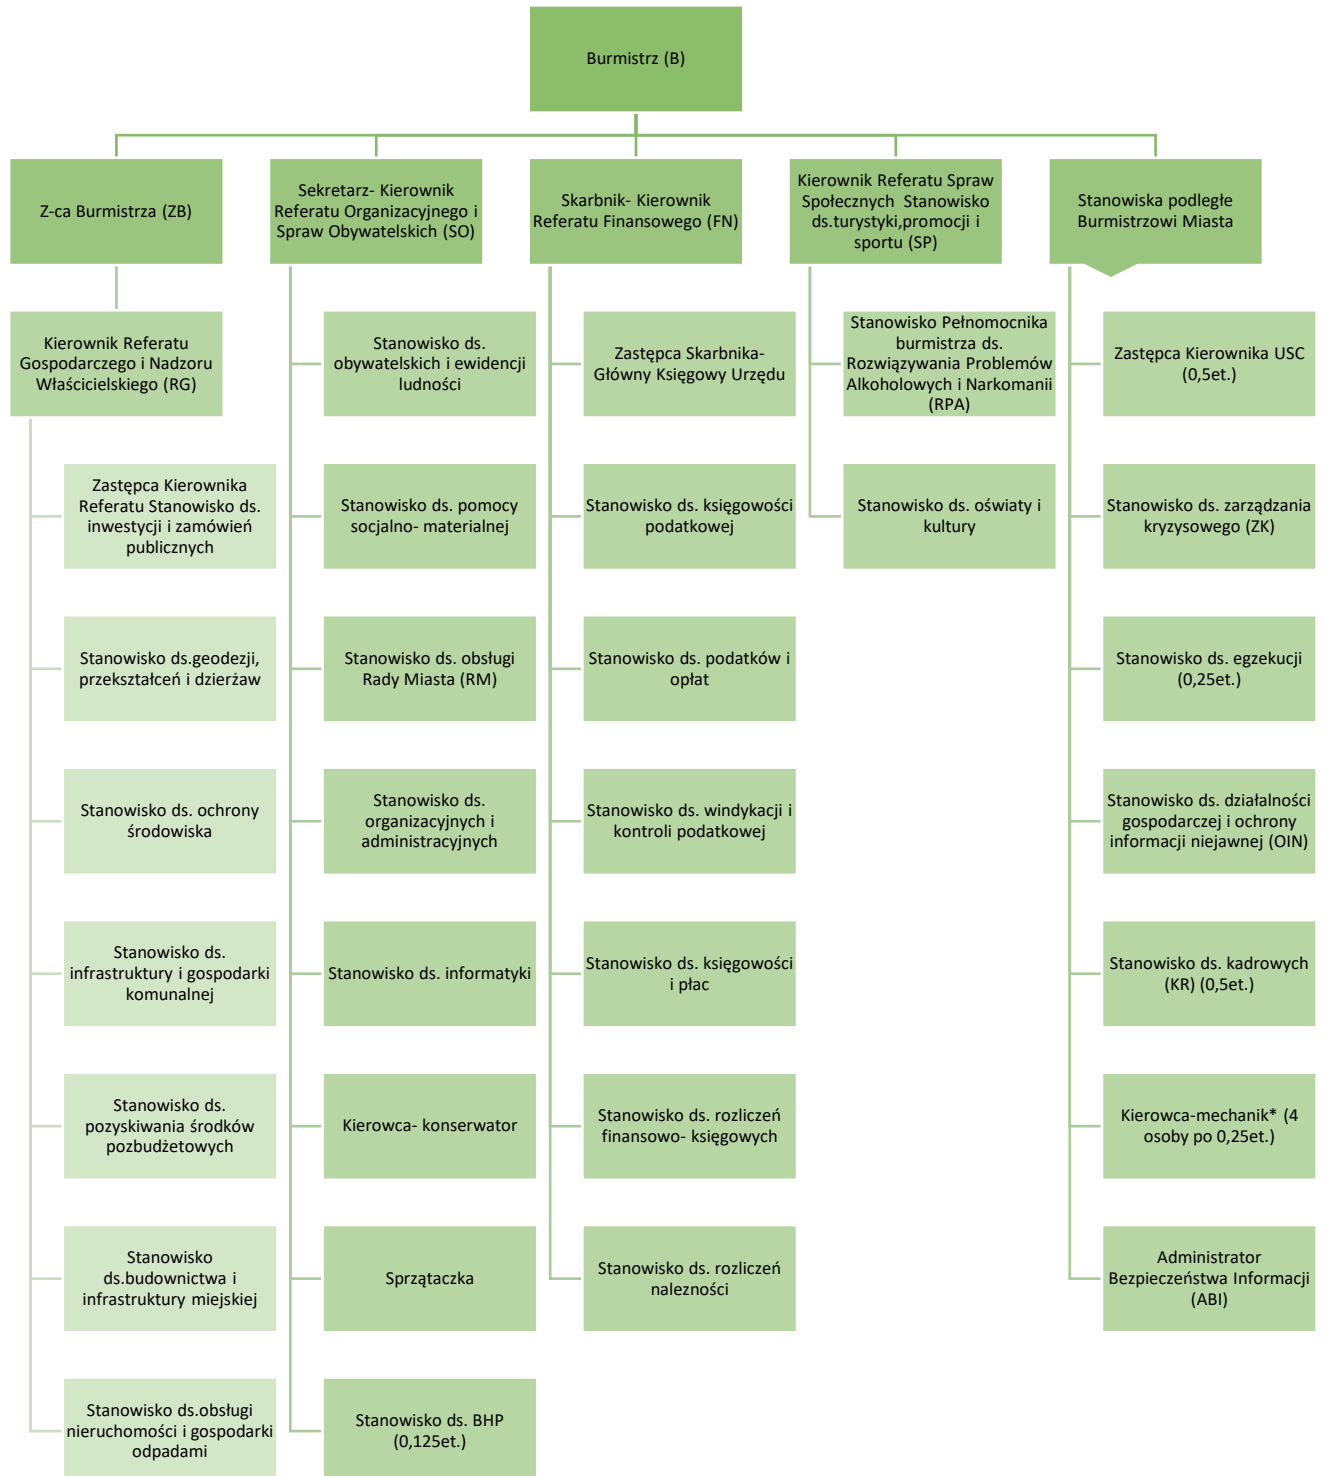 Burmistrz (B)
Z-ca Burmistrza (ZB)
Sekretarz- Kierownik
Referatu Organizacyjnego i
Spraw Obywatelskich (SO)
Skarbnik- Kierownik
Referatu Finansowego (FN)
Kierownik Referatu Spraw
Społecznych Stanowisko
ds.turystyki,promocji i
sportu (SP)
Stanowiska podległe
Burmistrzowi Miasta
Kierownik Referatu
Gospodarczego i Nadzoru
Właścicielskiego (RG)
Zastępca Kierownika
Referatu Stanowisko ds.
inwestycji i zamówień
publicznych
Stanowisko ds.geodezji,
przekształceń i dzierżaw
Stanowisko ds. ochrony
środowiska
Stanowisko ds.
infrastruktury i gospodarki
komunalnej
Stanowisko ds.
pozyskiwania środków
pozbudżetowych
Stanowisko
ds.budownictwa i
infrastruktury miejskiej
Stanowisko ds.obsługi
nieruchomości i gospodarki
odpadami
Stanowisko ds.
obywatelskich i ewidencji
ludności
Stanowisko ds. pomocy
socjalno- materialnej
Stanowisko ds. obsługi
Rady Miasta (RM)
Stanowisko ds.
organizacyjnych i
administracyjnych
Stanowisko ds. informatyki
Kierowca- konserwator
Sprzątaczka
Stanowisko ds. BHP
(0,125et.)
Zastępca Skarbnika-
Główny Księgowy Urzędu
Stanowisko ds. księgowości
podatkowej
Stanowisko ds. podatków i
opłat
Stanowisko ds. windykacji i
kontroli podatkowej
Stanowisko ds. księgowości
i płac
Stanowisko ds. rozliczeń
finansowo- księgowych
Stanowisko ds. rozliczeń
nalezności
Stanowisko Pełnomocnika
burmistrza ds.
Rozwiązywania Problemów
Alkoholowych i Narkomanii
(RPA)
Stanowisko ds. oświaty i
kultury
Zastępca Kierownika USC
(0,5et.)
Stanowisko ds. zarządzania
kryzysowego (ZK)
Stanowisko ds. egzekucji
(0,25et.)
Stanowisko ds. działalności
gospodarczej i ochrony
informacji niejawnej (OIN)
Stanowisko ds. kadrowych
(KR) (0,5et.)
Kierowca-mechanik* (4
osoby po 0,25et.)
Administrator
Bezpieczeństwa Informacji
(ABI)